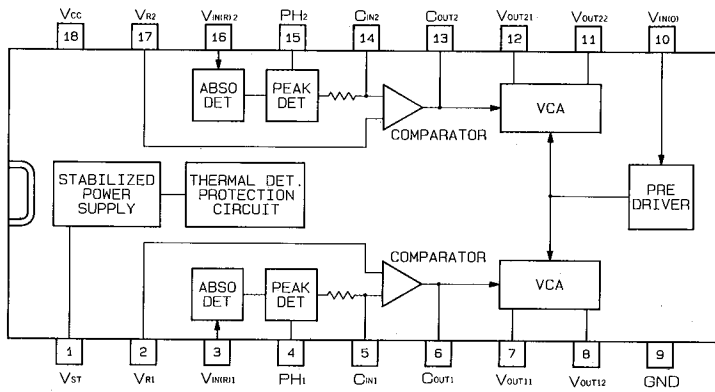 VCC VR2 VIN(R)2 PH2 CIN2 COUT2 VOUT21 VOUT22 VIN(O)
18 17 16 15 14 13 12 11 10
ABSO
DET
PEAK
DET
COMPARATOR
VCA
STABILIZED
POWER
SUPPLY
THERMAL DET.
PROTECTION
CIRCUIT
PRE
DRIVER
ABSO
DET
PEAK
DET
COMPARATOR
VCA
1 2 3 4 5 6 7 8 9
VST VR1 VIN(R)1 PH1 CIN1 COUT1 VOUT11 VOUT12 GND